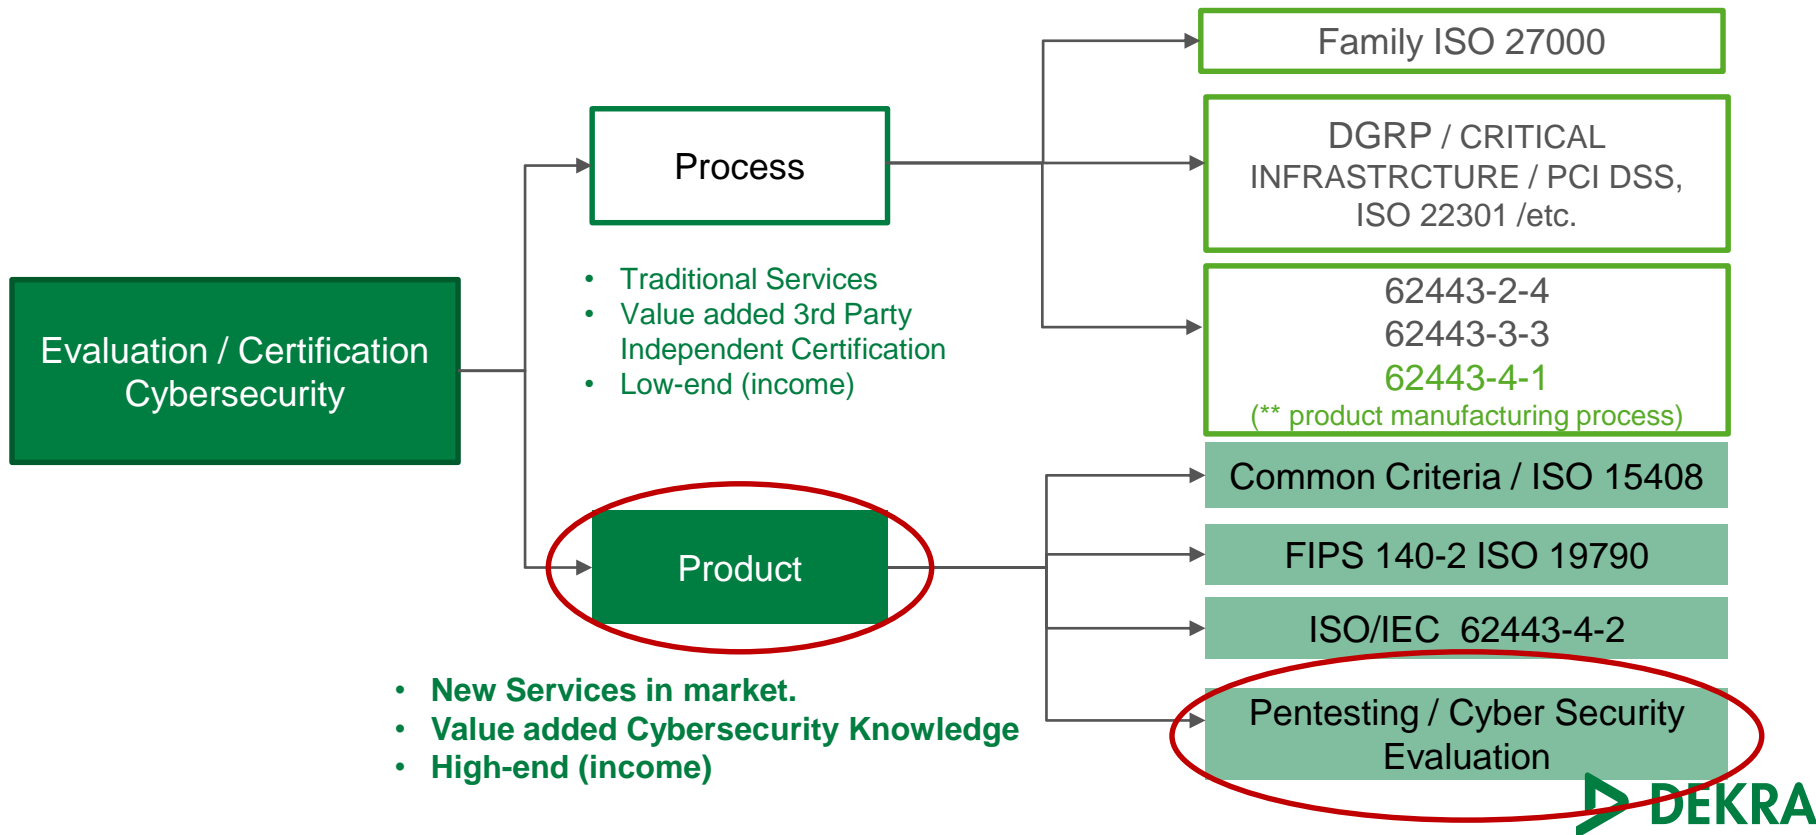 Family ISO 27000
DGRP / CRITICAL
INFRASTRCTURE / PCI DSS,
ISO 22301 /etc.
Process
• Traditional Services
• Value added 3rd Party
Independent Certification
• Low-end (income)
62443-2-4
62443-3-3
62443-4-1
(** product manufacturing process)
Evaluation / Certification
Cybersecurity
Common Criteria / ISO 15408
Product
FIPS 140-2 ISO 19790
ISO/IEC 62443-4-2
• New Services in market.
• Value added Cybersecurity Knowledge
• High-end (income)
Pentesting / Cyber Security
Evaluation
DEKRA